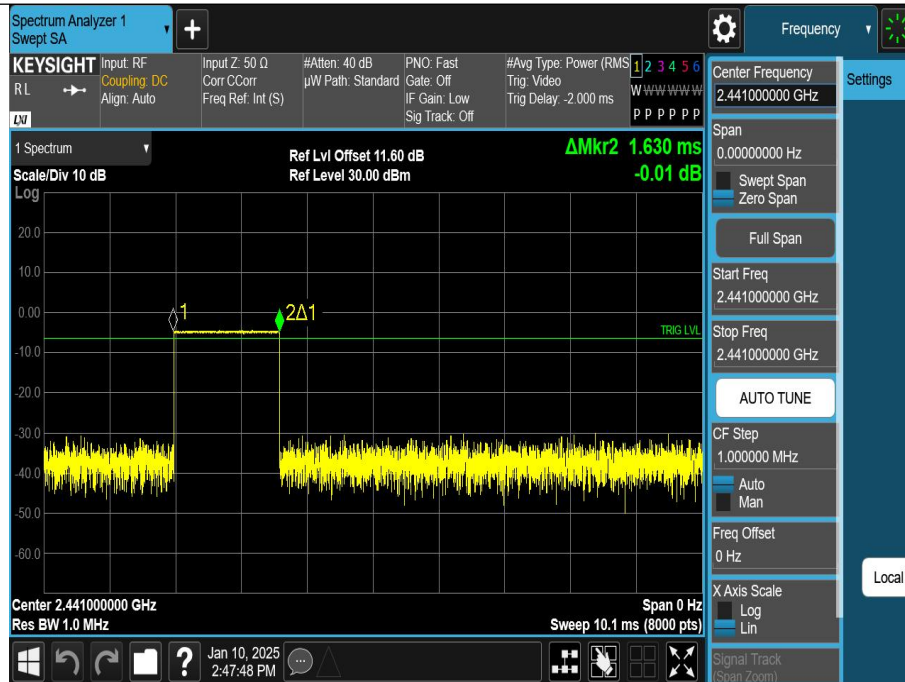 Spectrum Analyzer 1
Swept SA
+
Frequency
KEYSIGHT
RL
LXI
Input: RF
Coupling: DC
Align: Auto
Input Z: 50 Ω
Corr CCorr
Freq Ref: Int (S)
#Atten: 40 dB
µW Path: Standard
PNO: Fast
Gate: Off
IF Gain: Low
Sig Track: Off
#Avg Type: Power (RMS
Trig: Video
Trig Delay: -2.000 ms
1 2 3 4 5 6
W W W W W W
P P P P P P
1 Spectrum
Scale/Div 10 dB
Log
Ref Lvl Offset 11.60 dB
Ref Level 30.00 dBm
ΔMkr2 1.630 ms
-0.01 dB
20.0
10.0
0.00
-10.0
-20.0
-30.0
-40.0
-50.0
-60.0
1
2Δ1
TRIG LVL
Center 2.441000000 GHz
Res BW 1.0 MHz
Span 0 Hz
Sweep 10.1 ms (8000 pts)
Center Frequency
2.441000000 GHz
Settings
Span
0.00000000 Hz
Swept Span
Zero Span
Full Span
Start Freq
2.441000000 GHz
Stop Freq
2.441000000 GHz
AUTO TUNE
CF Step
1.000000 MHz
Auto
Man
Freq Offset
0 Hz
X Axis Scale
Log
Lin
Local
Signal Track
(Span Zoom)
?
Jan 10, 2025
2:47:48 PM